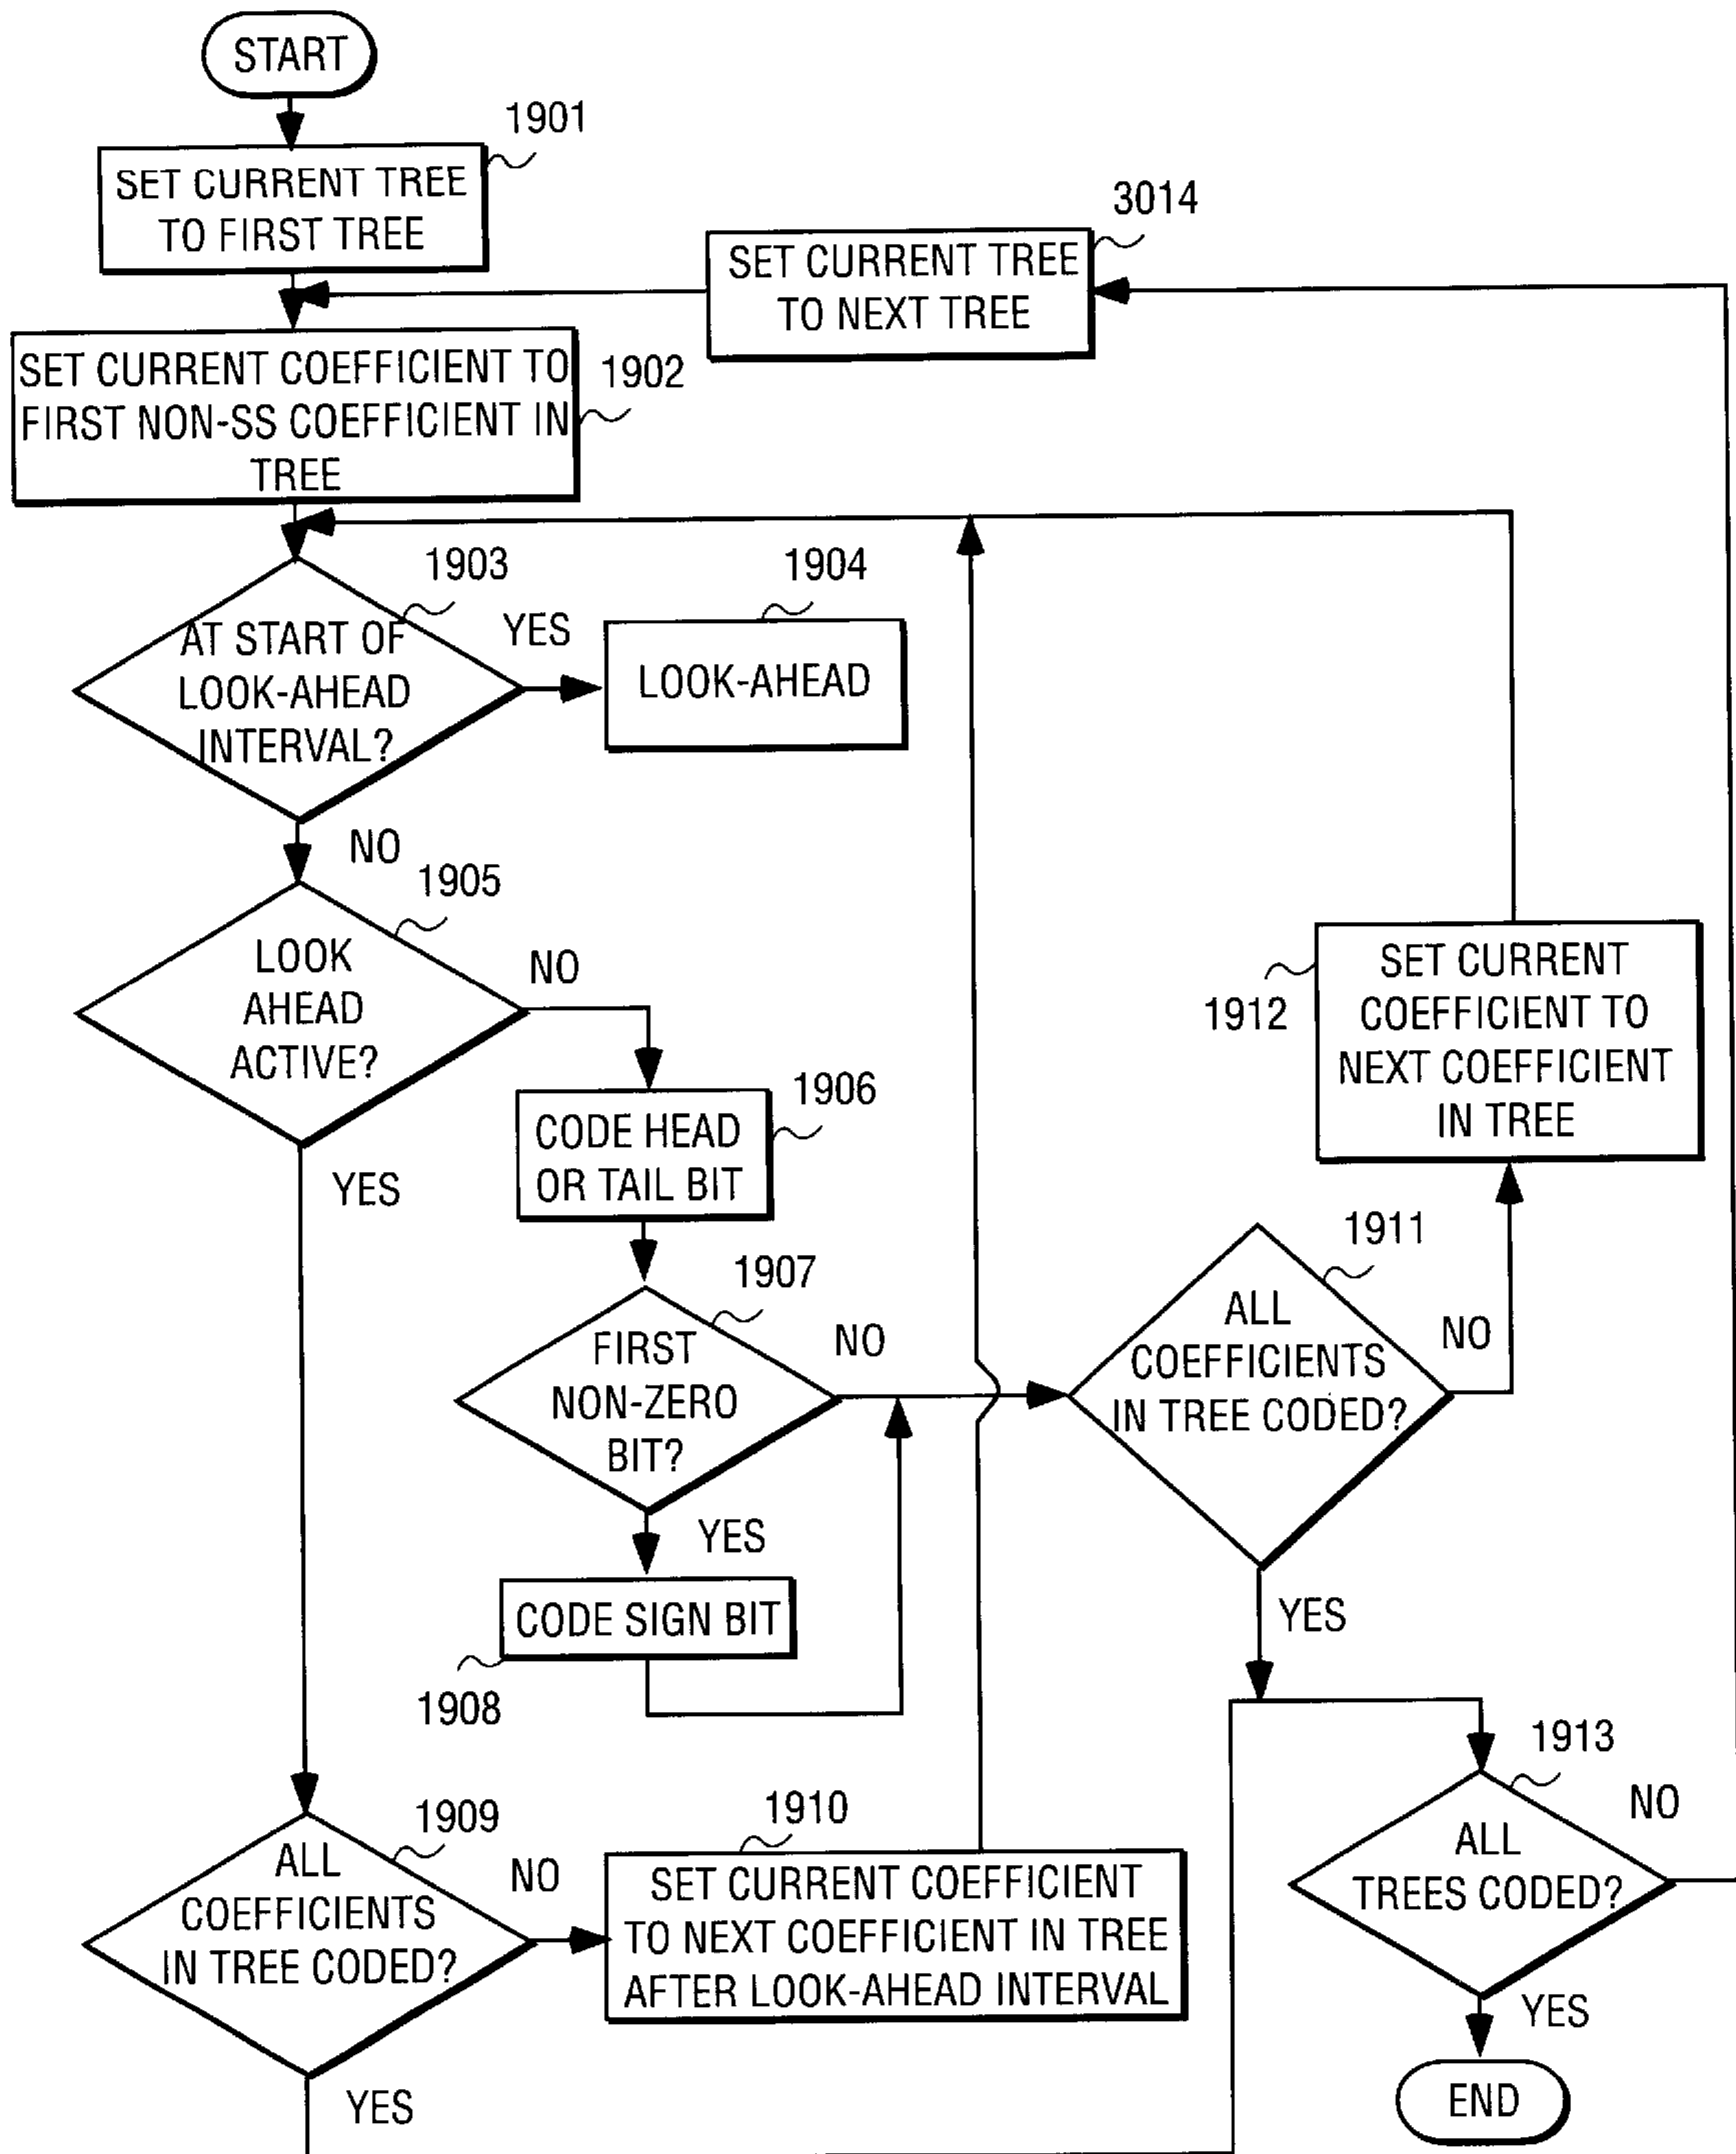 START
1901
SET CURRENT TREE
TO FIRST TREE
3014
SET CURRENT TREE
TO NEXT TREE
SET CURRENT COEFFICIENT TO
FIRST NON-SS COEFFICIENT IN
TREE
1902
1903
AT START OF
LOOK-AHEAD
INTERVAL?
YES
1904
LOOK-AHEAD
NO
1905
LOOK
AHEAD
ACTIVE?
NO
YES
1906
CODE HEAD
OR TAIL BIT
1907
FIRST
NON-ZERO
BIT?
NO
YES
CODE SIGN BIT
1908
1912
SET CURRENT
COEFFICIENT TO
NEXT COEFFICIENT
IN TREE
1911
ALL
COEFFICIENTS
IN TREE CODED?
NO
YES
1909
ALL
COEFFICIENTS
IN TREE CODED?
NO
YES
1910
SET CURRENT COEFFICIENT
TO NEXT COEFFICIENT IN TREE
AFTER LOOK-AHEAD INTERVAL
1913
ALL
TREES CODED?
NO
YES
END